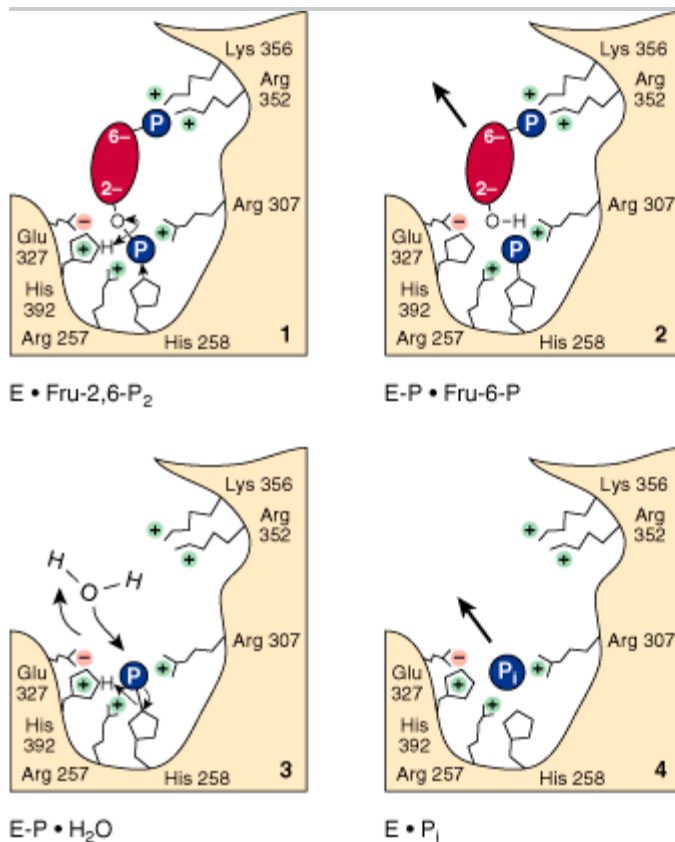 Lys 356
Arg
352
+
P
+
6–
2–
O
Arg 307
–
H
+
P
+
+
Glu
327
His
392
Arg 257
His 258
1
E • Fru-2,6-P₂
Lys 356
Arg
352
+
P
+
6–
2–
O–H
Arg 307
–
P
+
+
Glu
327
His
392
Arg 257
His 258
2
E-P • Fru-6-P
Lys 356
Arg
352
+
+
H
O
H
Arg 307
–
P
+
+
H
+
Glu
327
His
392
Arg 257
His 258
3
E-P • H₂O
Lys 356
Arg
352
+
+
Arg 307
–
Pᵢ
+
+
+
Glu
327
His
392
Arg 257
His 258
4
E • Pᵢ